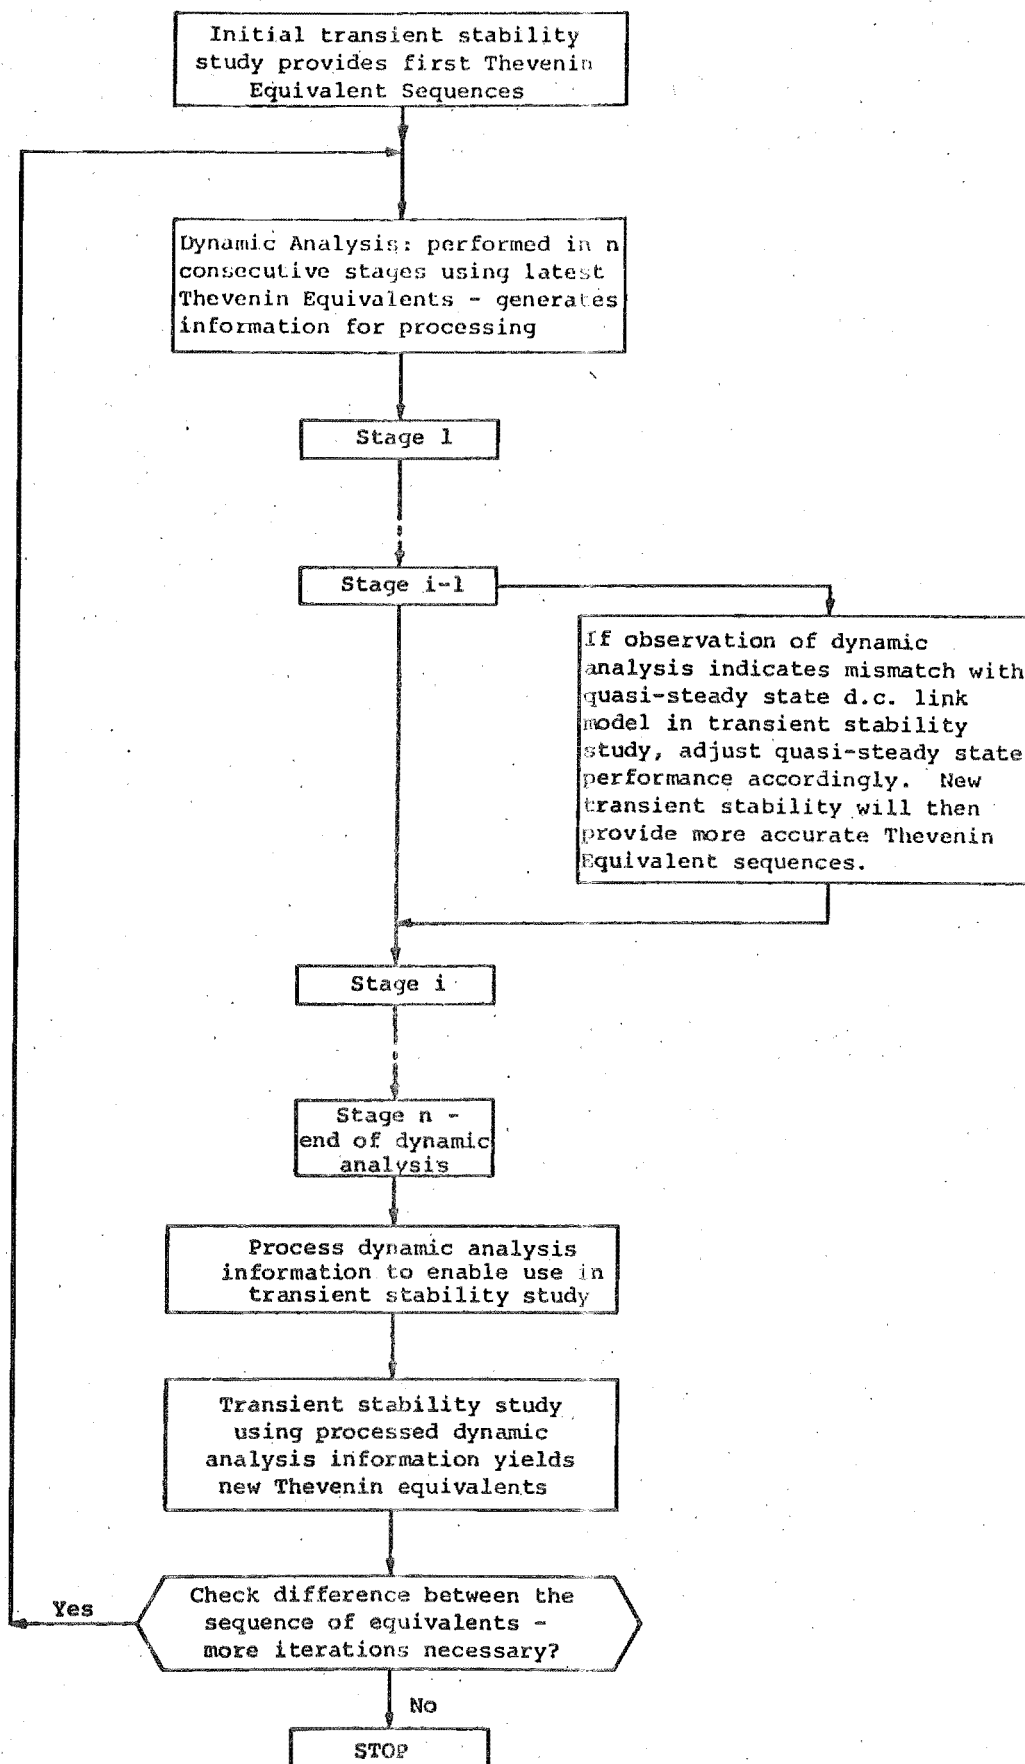 Initial transient stability
study provides first Thevenin
Equivalent Sequences
Dynamic Analysis: performed in n
consecutive stages using latest
Thevenin Equivalents - generates
information for processing
Stage 1
Stage i-1
If observation of dynamic
analysis indicates mismatch with
quasi-steady state d.c. link
model in transient stability
study, adjust quasi-steady state
performance accordingly. New
transient stability will then
provide more accurate Thevenin
Equivalent sequences.
Stage i
Stage n -
end of dynamic
analysis
Process dynamic analysis
information to enable use in
transient stability study
Transient stability study
using processed dynamic
analysis information yields
new Thevenin equivalents
Check difference between the
sequence of equivalents -
more iterations necessary?
Yes
No
STOP